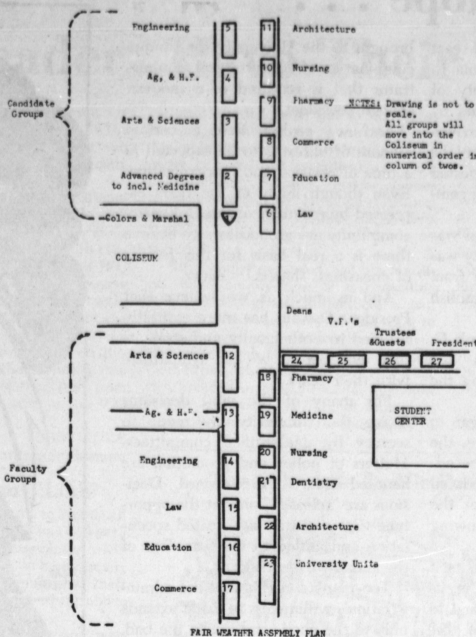 Engineering
5
11
Architecture
Ag. & H.F.
4
10
Nursing
Candidate
Groups
9
Pharmacy
NOTES:
Drawing is not to
scale.
All groups will
move into the
Coliseum in
numerical order in
column of twos.
Arts & Sciences
3
8
Commerce
Advanced Degrees
to incl. Medicine
2
7
Education
Colors & Marshal
6
Law
COLISEUM
Deans
V.P.'s
Trustees
&Guests
President
Arts & Sciences
12
24
25
26
27
18
Pharmacy
Ag. & H.F.
13
19
Medicine
STUDENT
CENTER
Faculty
Groups
Engineering
14
20
Nursing
21
Dentistry
Law
15
22
Architecture
Education
16
23
University Units
Commerce
17
FAIR WEATHER ASSEMBLY PLAN